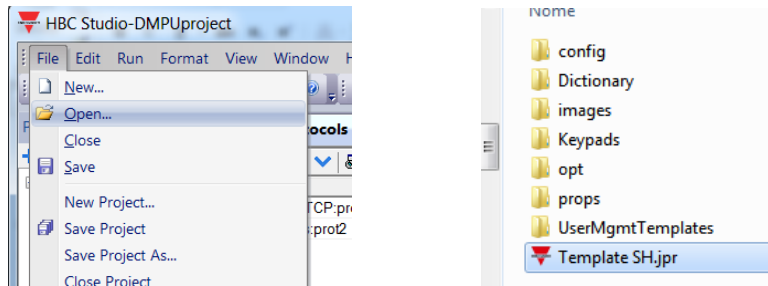 HBC Studio-DMPUproject
File Edit Run Format View Window H
New...
Open...
ocols
Close
Save
New Project...
TCP:pr
Save Project
s:prot2
Save Project As...
Close Project
Nome
config
Dictionary
images
Keypads
opt
props
UserMgmtTemplates
Template SH.jpr